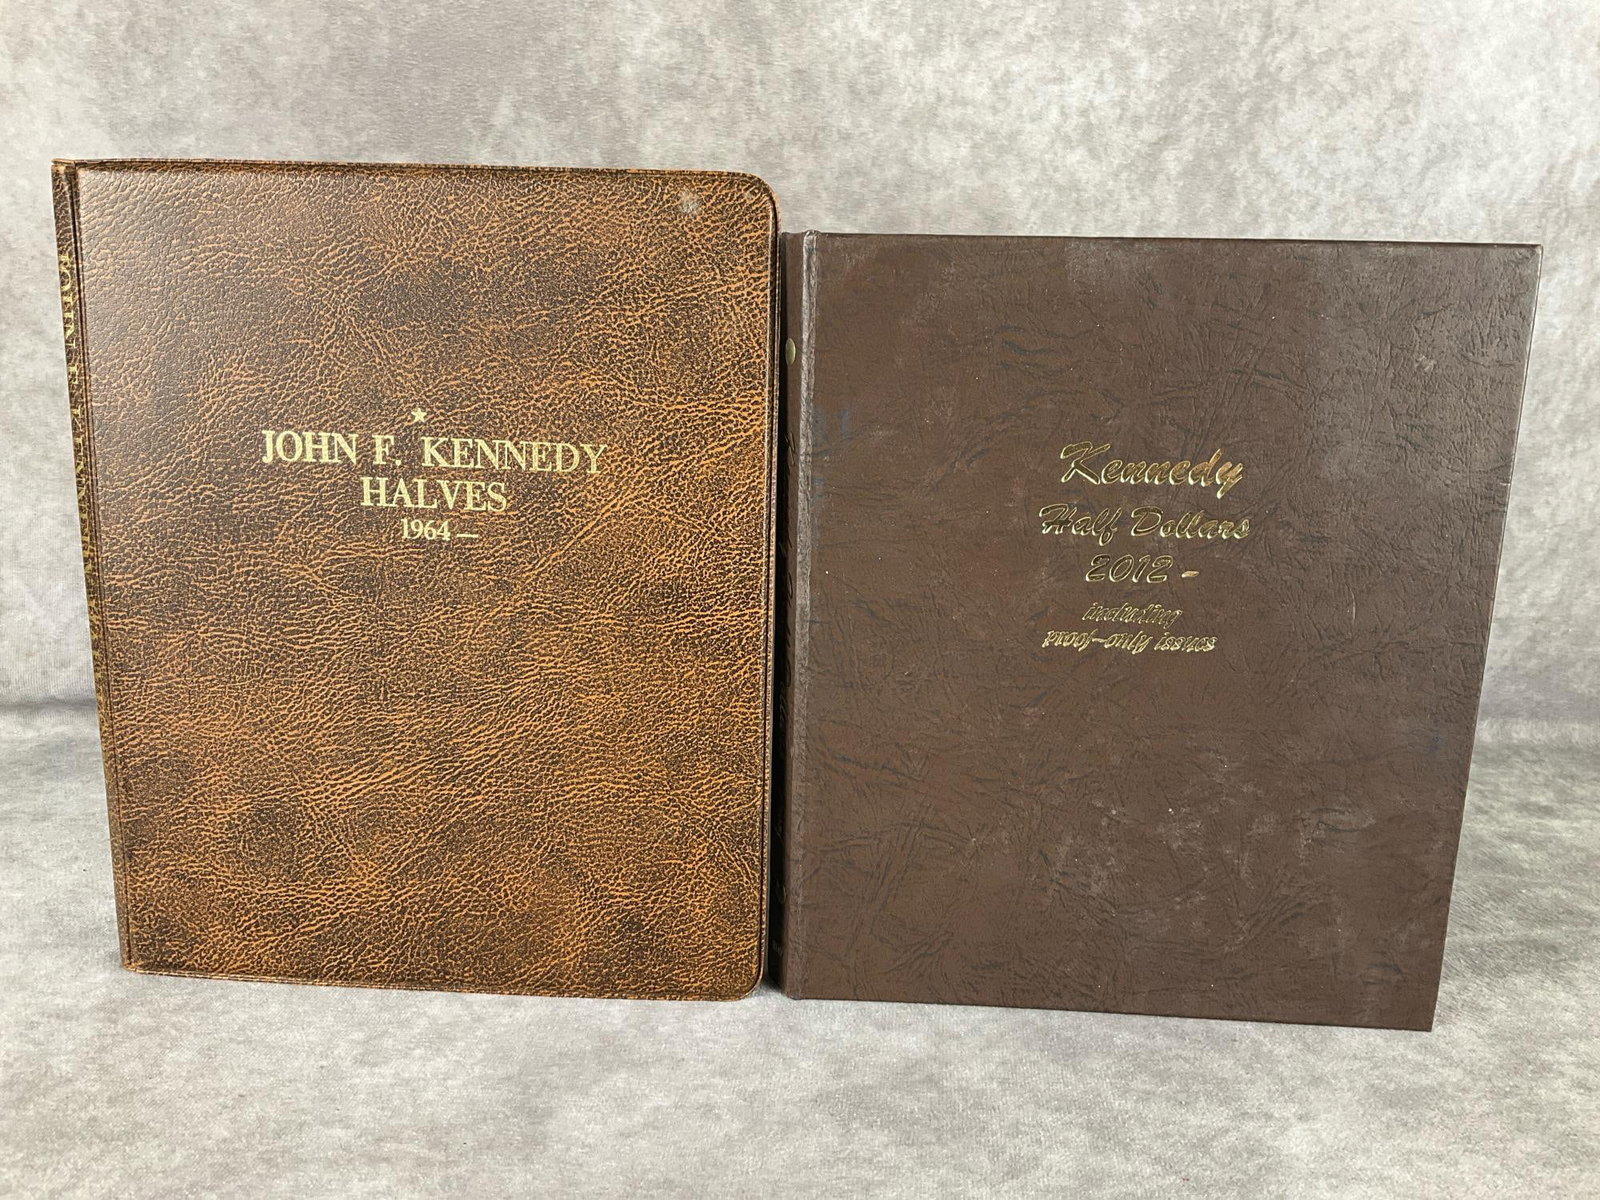 JOHN F. KENNEDY
HALVES
1964—
Kennedy
Half Dollars
2012 -
including
proof-only issues